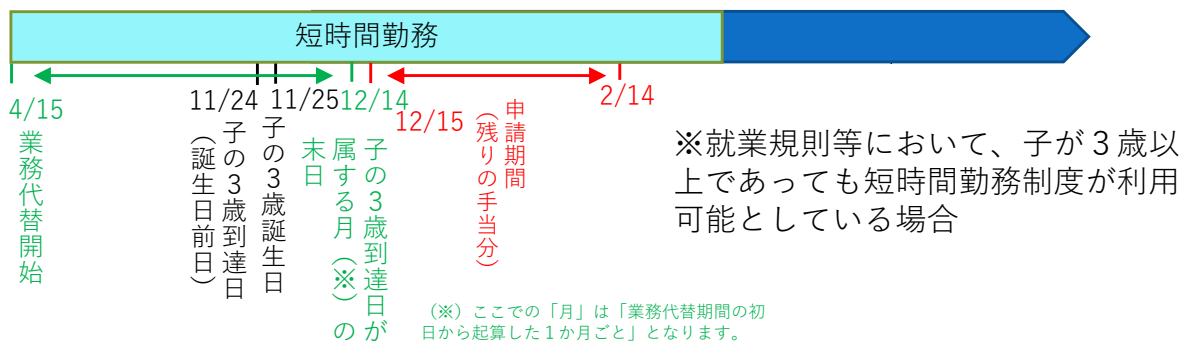 短時間勤務
4/15
業務代替開始
11/24
子の３歳到達日
（誕生日前日）
11/25
子の３歳誕生日
12/14
子の３歳到達日が
属する月（※）の
末日
12/15
申請期間
（残りの手当分）
2/14
※就業規則等において、子が３歳以
上であっても短時間勤務制度が利用
可能としている場合
（※）ここでの「月」は「業務代替期間の初
日から起算した１か月ごと」となります。